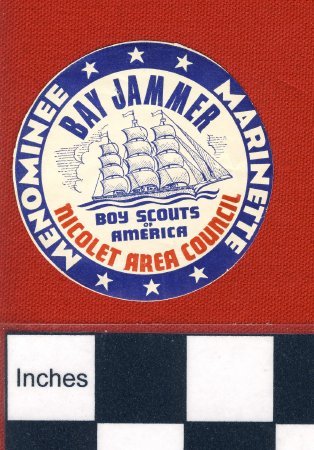 MENOMINEE
MARINETTE
BAY JAMMER
BOY SCOUTS
OF
AMERICA
NICOLET AREA COUNCIL
Inches